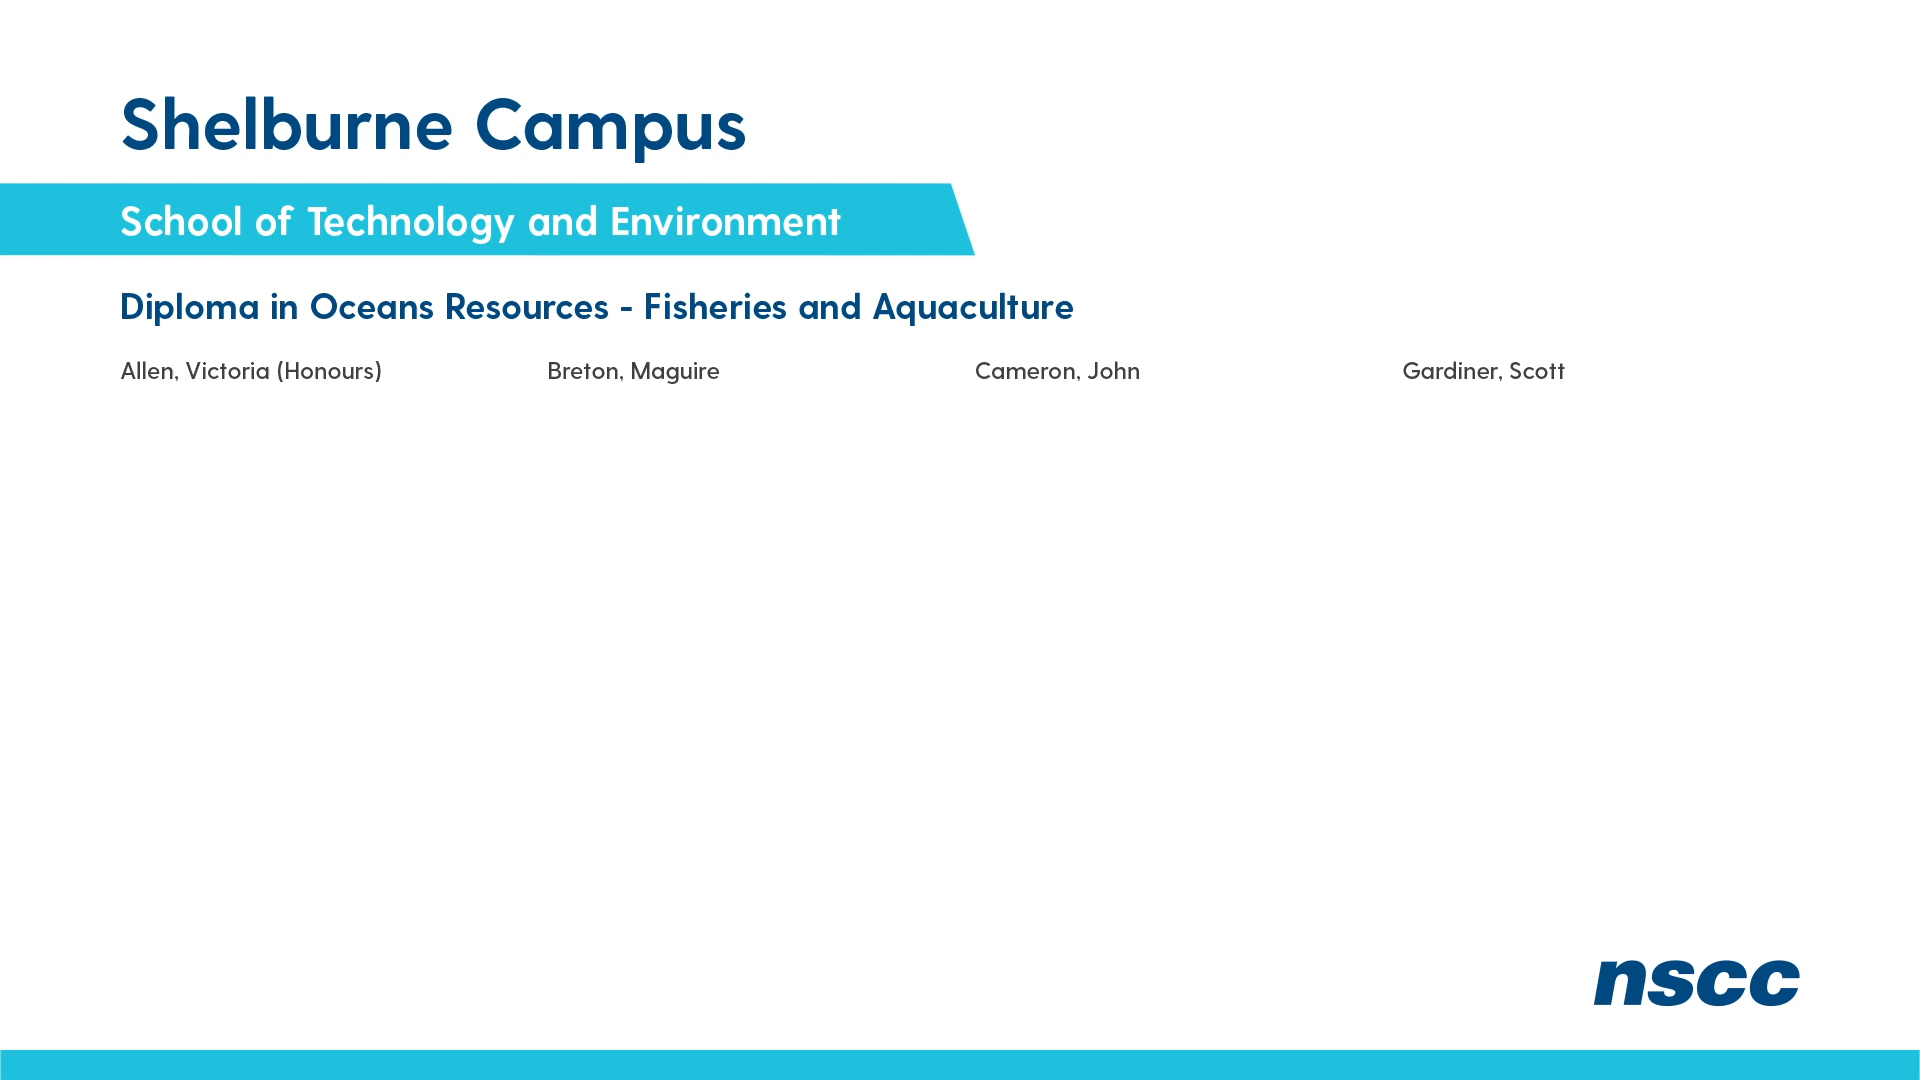 Shelburne Campus
School of Technology and Environment
Diploma in Oceans Resources - Fisheries and Aquaculture
Allen, Victoria (Honours) Breton, Maguire Cameron, John Gardiner, Scott
nscc